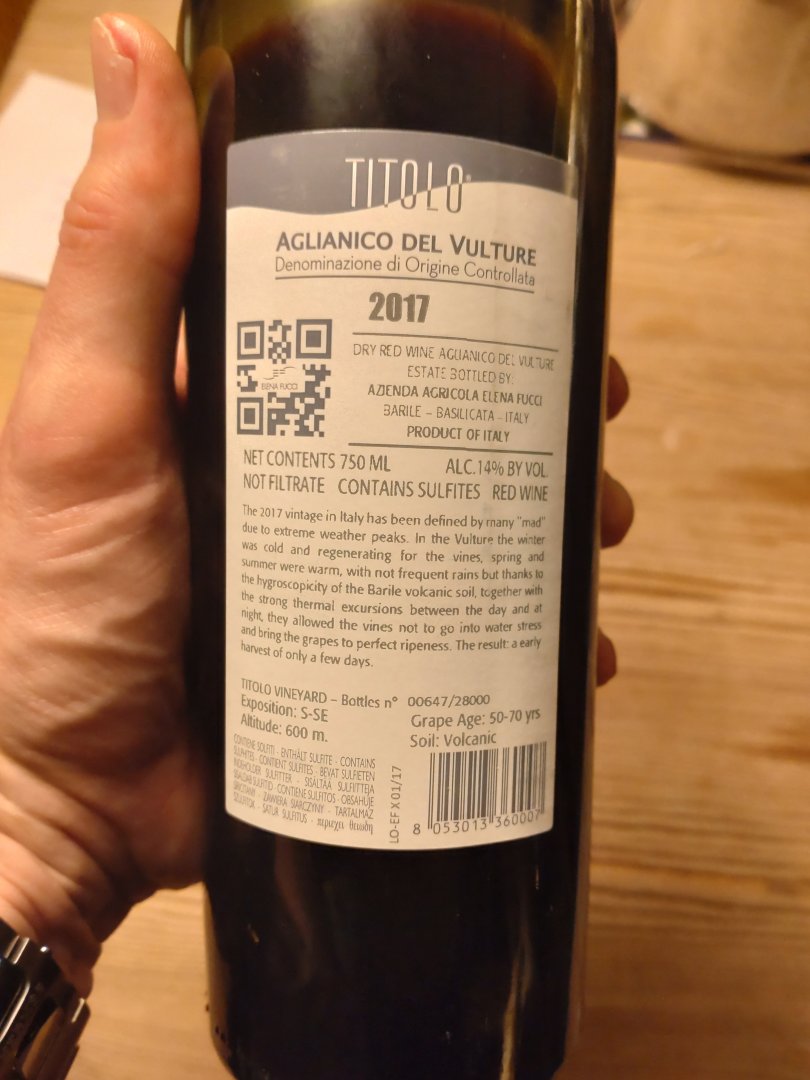 TITOLO®
AGLIANICO DEL VULTURE
Denominazione di Origine Controllata
2017
ELENA FUCCI
DRY RED WINE AGLIANICO DEL VULTURE
ESTATE BOTTLED BY:
AZIENDA AGRICOLA ELENA FUCCI
BARILE – BASILICATA – ITALY
PRODUCT OF ITALY
NET CONTENTS 750 ML ALC.14% BY VOL.
NOT FILTRATE CONTAINS SULFITES RED WINE
The 2017 vintage in Italy has been defined by many "mad"
due to extreme weather peaks. In the Vulture the winter
was cold and regenerating for the vines, spring and
summer were warm, with not frequent rains but thanks to
the hygroscopicity of the Barile volcanic soil, together with
the strong thermal excursions between the day and at
night, they allowed the vines not to go into water stress
and bring the grapes to perfect ripeness. The result: a early
harvest of only a few days.
TITOLO VINEYARD – Bottles n° 00647/28000
Exposition: S-SE Grape Age: 50-70 yrs
Altitude: 600 m. Soil: Volcanic
CONTIENE SOLFITI - ENTHÄLT SULFITE - CONTAINS
SULPHITES - CONTIENT SULFITES - BEVAT SULFIETEN
INDEHOLDER SULFITTER - SISÄLTÄÄ SULFIITTEJA
CONTIENE SULFITOS - OBSAHUJE
SIRICITANY - ZAWIERA SIARCZYNY - TARTALMAZ
SZULFITOK - SATUR SULFITUS - περιεχει θειωδη
LO-EF X 01/17
8 053013 360007